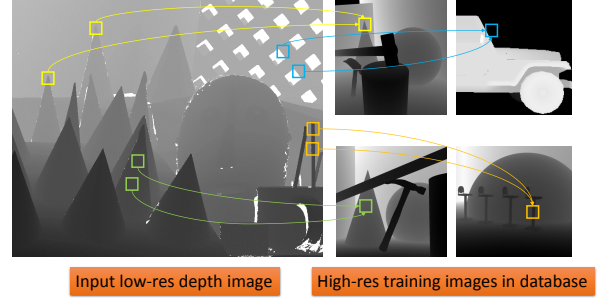 Input low-res depth image
High-res training images in database